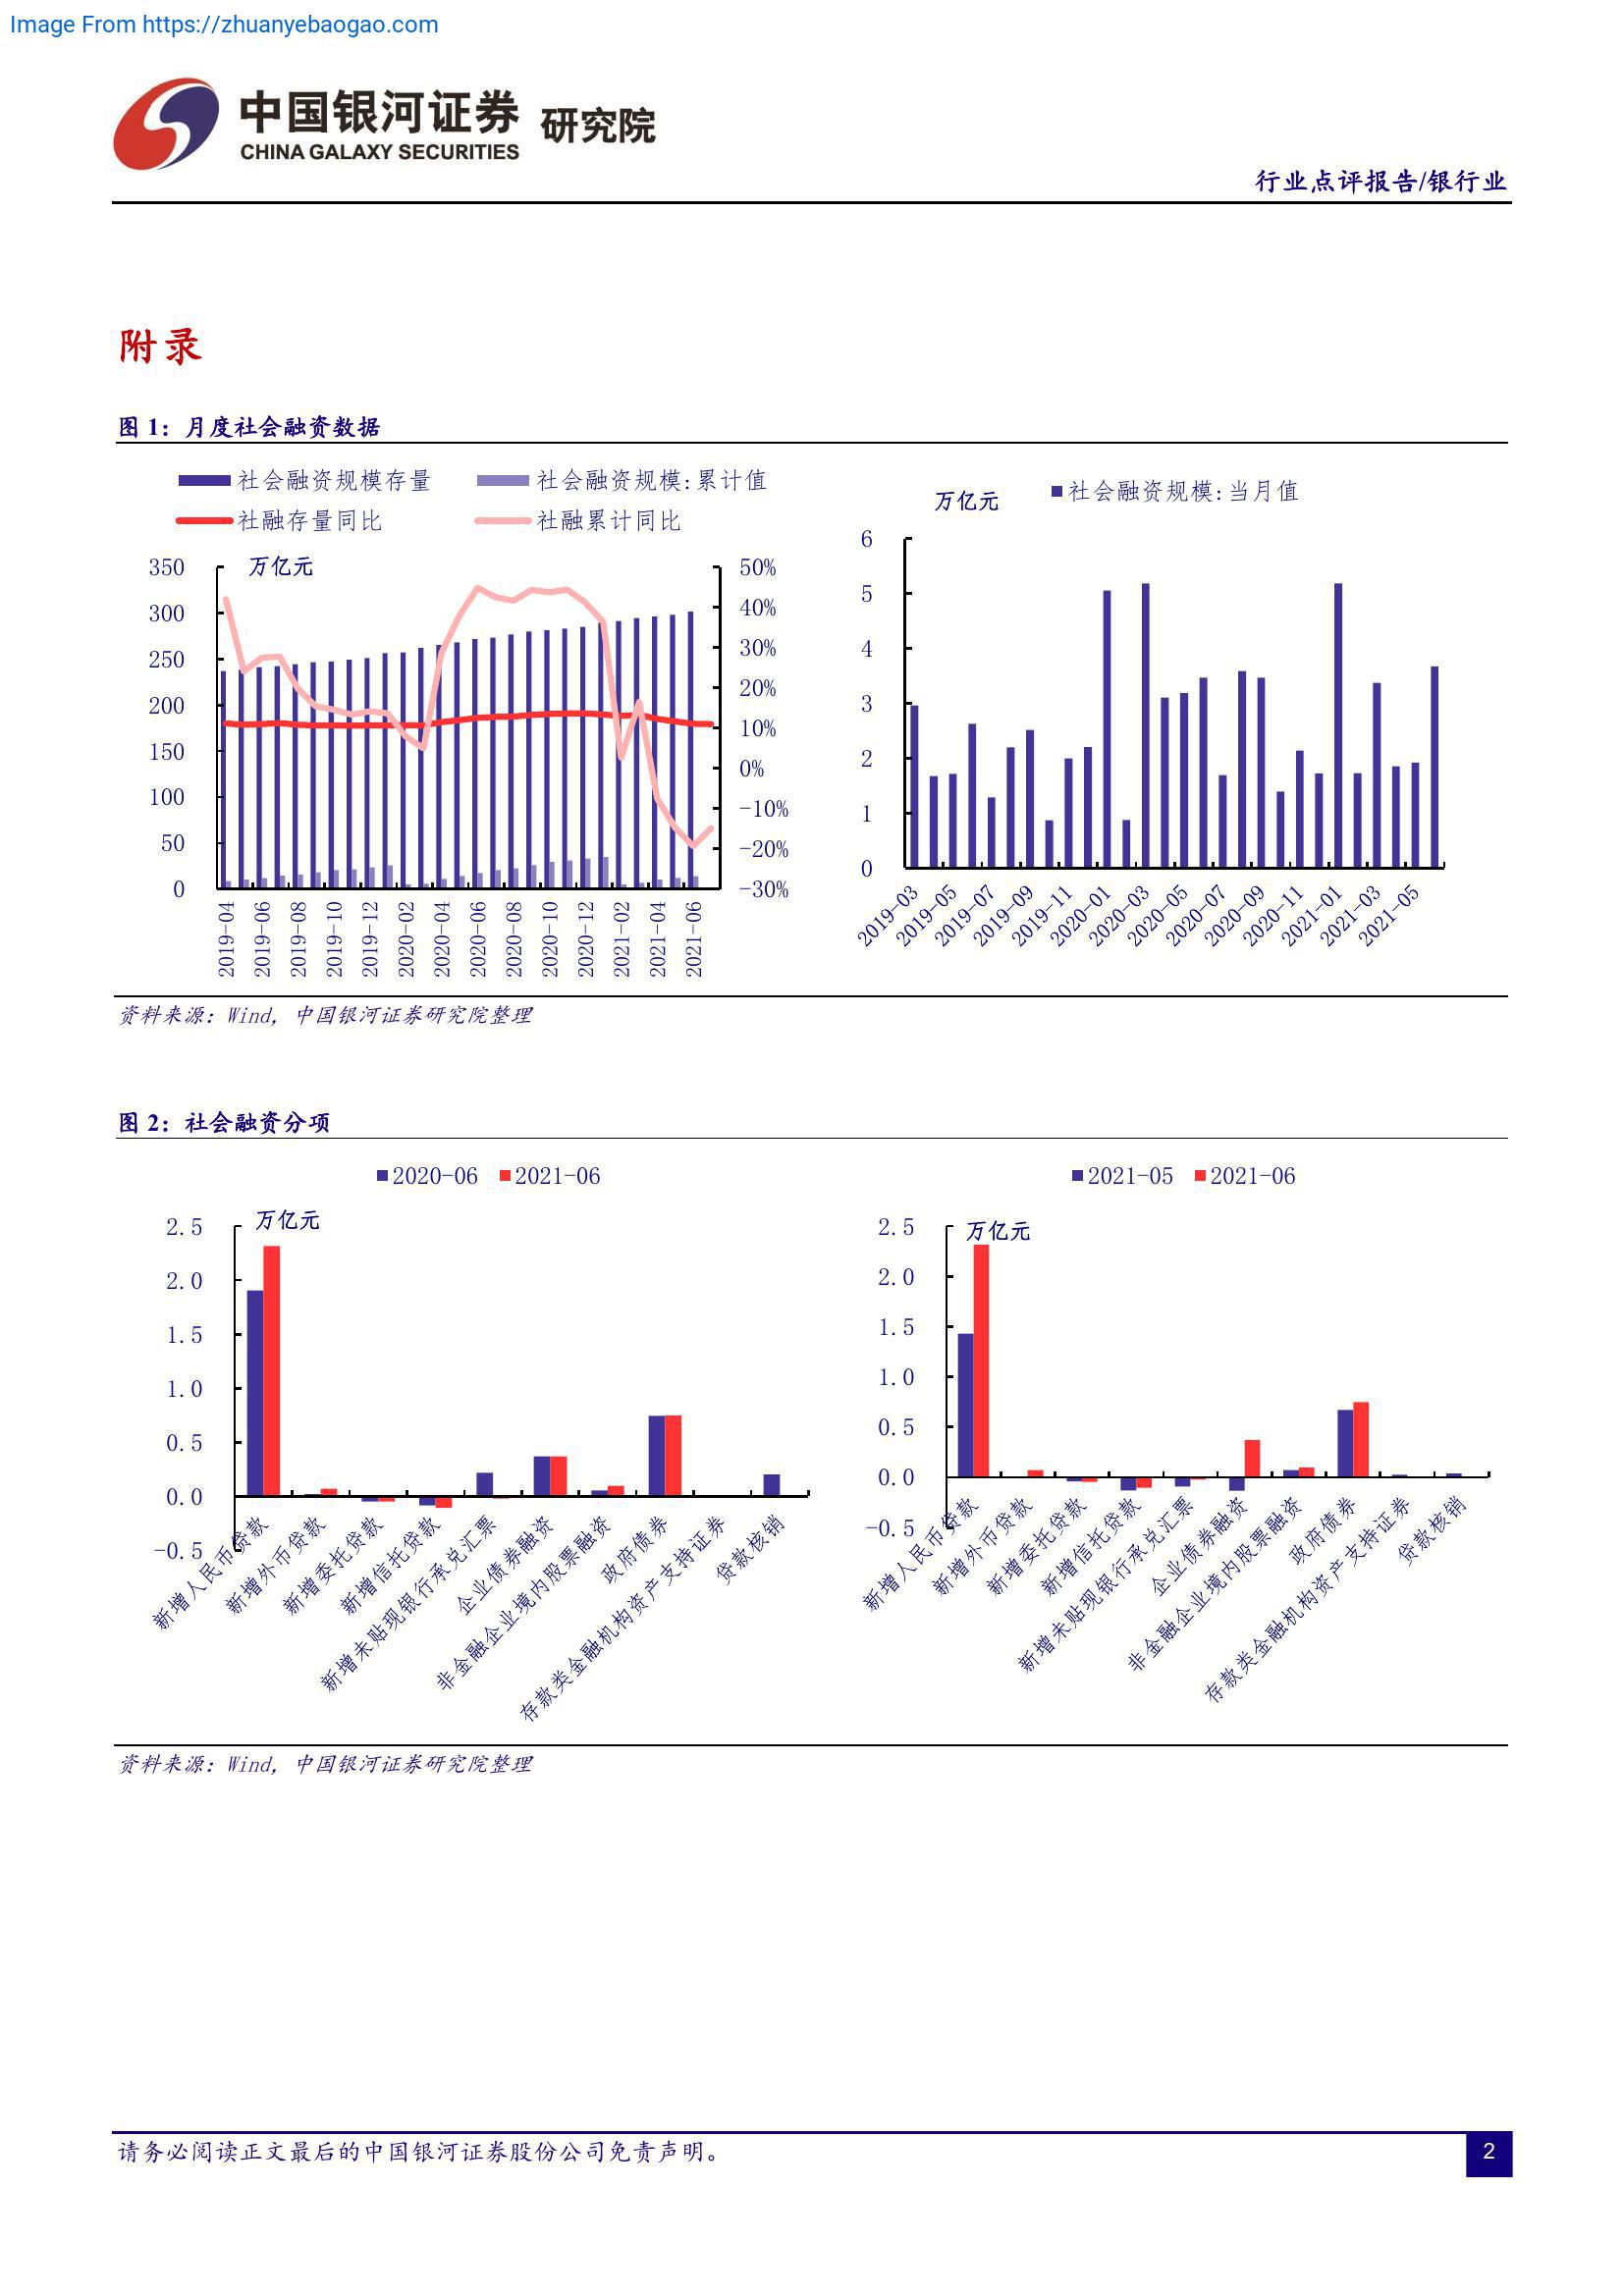 Image From https://zhuanyebaogao.com
中国银河证券 研究院
CHINA GALAXY SECURITIES
行业点评报告/银行业
附录
图 1：月度社会融资数据
社会融资规模存量 社会融资规模:累计值
社融存量同比 社融累计同比
万亿元
350
300
250
200
150
100
50
0
50%
40%
30%
20%
10%
0%
-10%
-20%
-30%
2019-04
2019-06
2019-08
2019-10
2019-12
2020-02
2020-04
2020-06
2020-08
2020-10
2020-12
2021-02
2021-04
2021-06
万亿元
社会融资规模:当月值
6
5
4
3
2
1
0
2019-03
2019-05
2019-07
2019-09
2019-11
2020-01
2020-03
2020-05
2020-07
2020-09
2020-11
2021-01
2021-03
2021-05
资料来源：Wind，中国银河证券研究院整理
图 2：社会融资分项
2020-06 2021-06
万亿元
2.5
2.0
1.5
1.0
0.5
0.0
-0.5
新增人民币贷款
新增外币贷款
新增委托贷款
新增信托贷款
新增未贴现银行承兑汇票
企业债券融资
非金融企业境内股票融资
政府债券
存款类金融机构资产支持证券
贷款核销
2021-05 2021-06
万亿元
2.5
2.0
1.5
1.0
0.5
0.0
-0.5
新增人民币贷款
新增外币贷款
新增委托贷款
新增信托贷款
新增未贴现银行承兑汇票
企业债券融资
非金融企业境内股票融资
政府债券
存款类金融机构资产支持证券
贷款核销
资料来源：Wind，中国银河证券研究院整理
请务必阅读正文最后的中国银河证券股份公司免责声明。
2